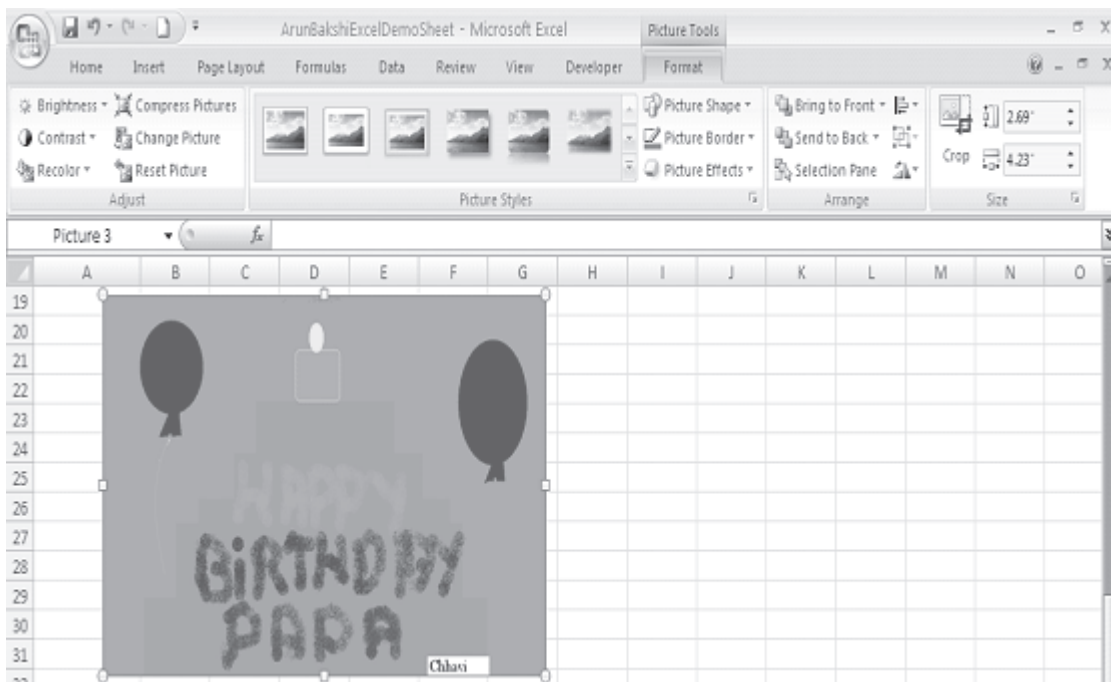 ArunBakshiExcelDemoSheet - Microsoft Excel
Picture Tools
Home Insert Page Layout Formulas Data Review View Developer Format
Brightness Compress Pictures Picture Shape Bring to Front 2.69"
Contrast Change Picture Picture Border Send to Back
Recolor Reset Picture Picture Effects Selection Pane Crop 4.23"
Adjust Picture Styles Arrange Size
Picture 3 fx
A B C D E F G H I J K L M N O
19
20
21
22
23
24
25
HAPPY
26
27
BiRTHDAY
28
29
30
PAPA
31
Chhavi